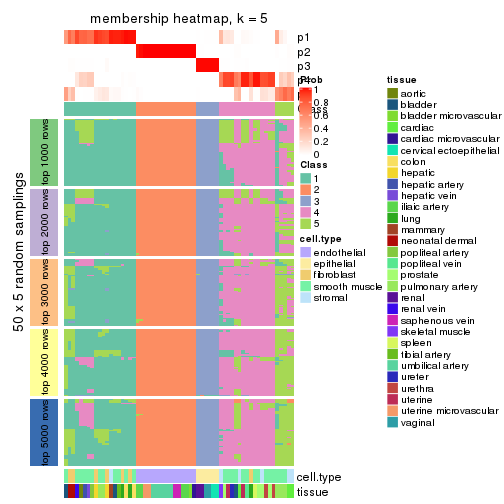 membership heatmap, k = 5
p1
p2
p3
p4
Prob
1
0.8
0.6
0.4
0.2
0
Class
Class
1
2
3
4
5
cell.type
endothelial
epithelial
fibroblast
smooth muscle
stromal
tissue
aortic
bladder
bladder microvascular
cardiac
cardiac microvascular
cervical ectoepithelial
colon
hepatic
hepatic artery
hepatic vein
iliaic artery
lung
mammary
neonatal dermal
popliteal artery
popliteal vein
prostate
pulmonary artery
renal
renal vein
saphenous vein
skeletal muscle
spleen
tibial artery
umbilical artery
ureter
urethra
uterine
uterine microvascular
vaginal
50 x 5 random samplings
top 1000 rows
top 2000 rows
top 3000 rows
top 4000 rows
top 5000 rows
cell.type
tissue